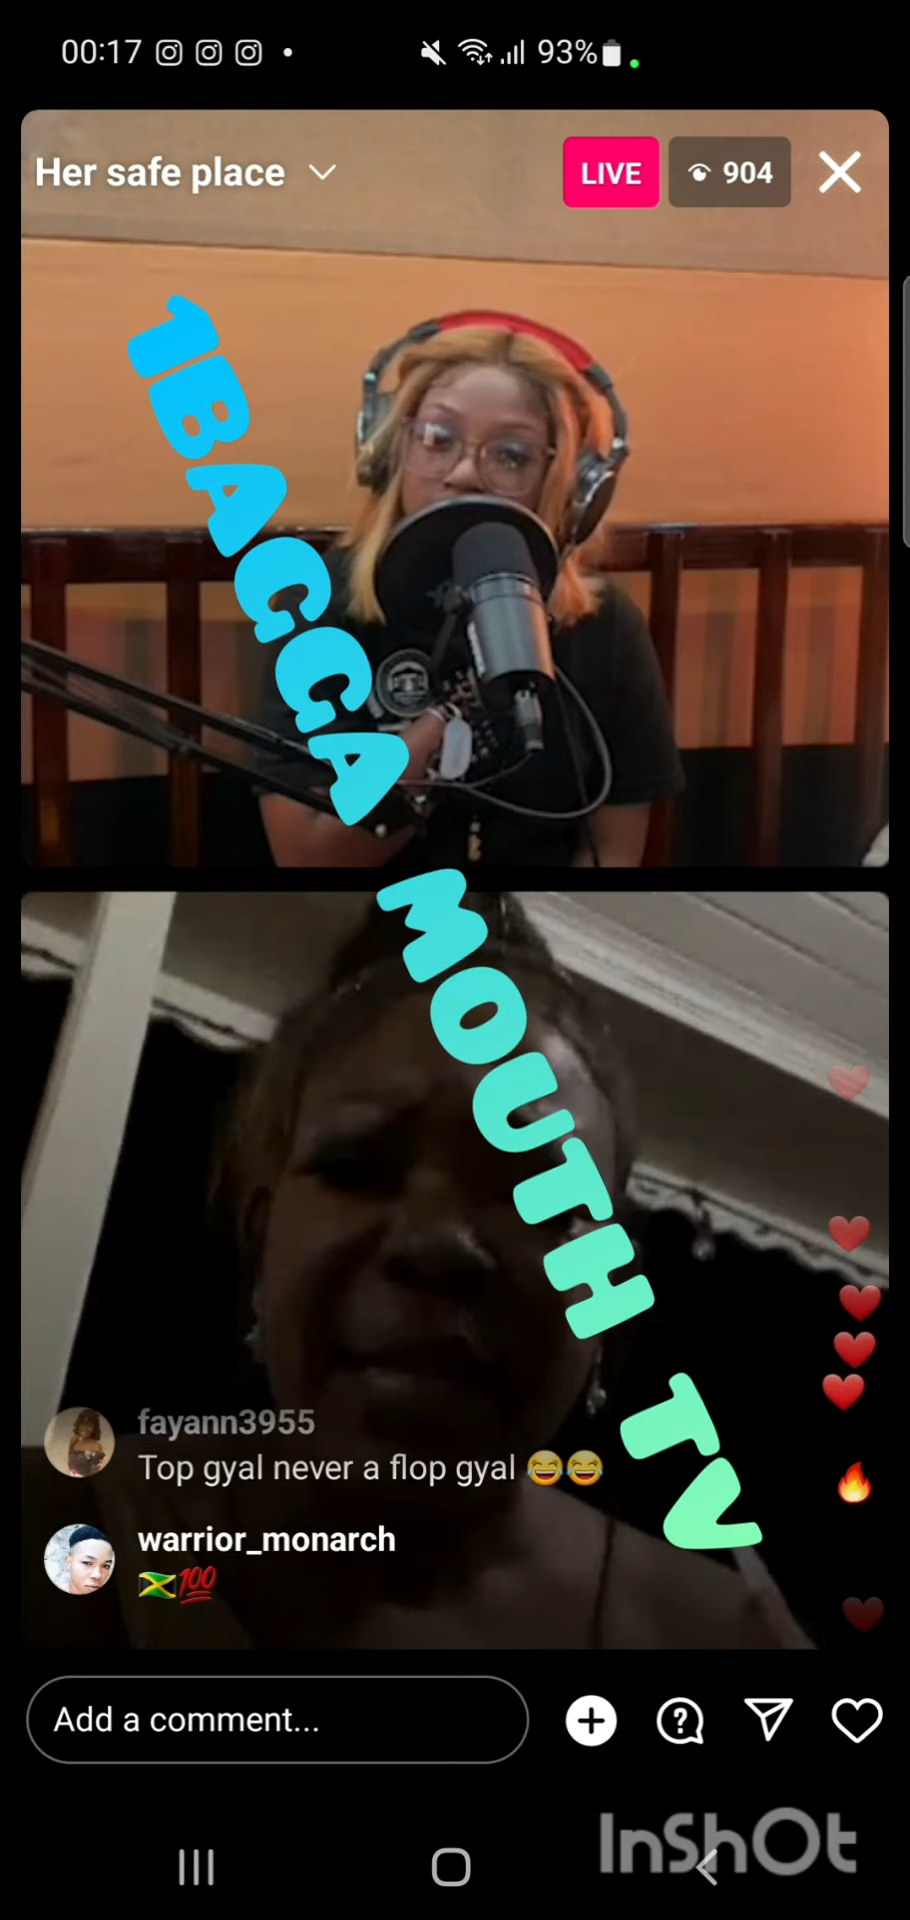 00:17
93%
Her safe place
LIVE
904
1BAGGA MOUTH TV
fayann3955
Top gyal never a flop gyal 😂😂
warrior_monarch
🇯🇲💯
Add a comment...
InShOt